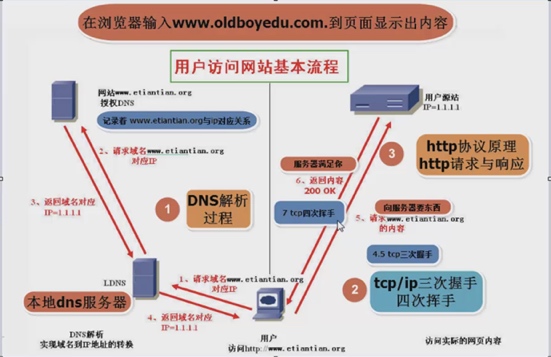 在浏览器输入www.oldboyedu.com.到页面显示出内容
用户访问网站基本流程
网站www.etiantian.org
授权DNS
记录着 www.etiantian.org与ip对应关系
用户源站
IP=1.1.1.1
2、请求域名www.etiantian.org
对应IP
3、返回域名对应
IP=1.1.1.1
1
DNS解析
过程
服务器满足你
6、返回内容
200 OK
3
http协议原理
http请求与响应
7 tcp四次挥手
向服务器要东西
5、请求www.etiantian.org
的内容
4.5 tcp三次握手
LDNS
本地dns服务器
1、请求域名www.etiantian.org
对应IP
4、返回域名对应
IP=1.1.1.1
2
tcp/ip三次握手
四次挥手
DNS解析
实现域名到IP地址的转换
用户
访问http://www.etiantian.org
访问实际的网页内容